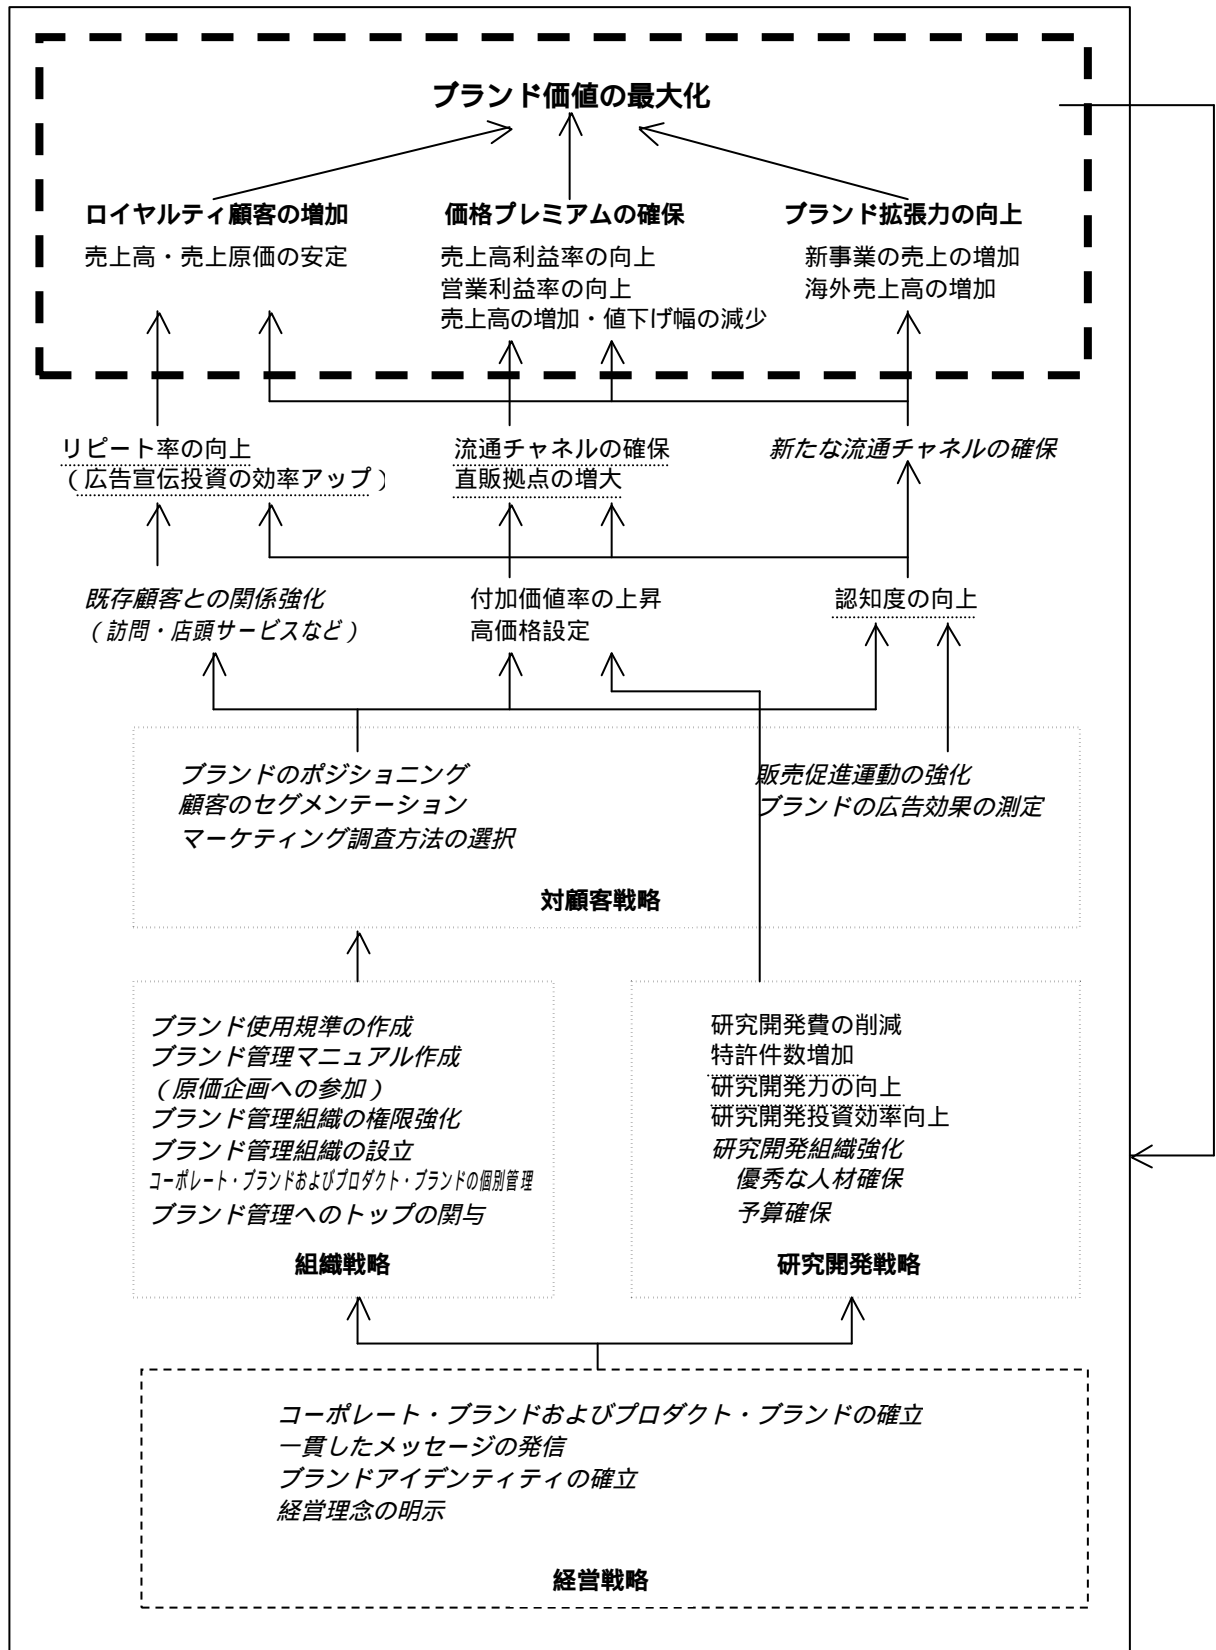 ブランド価値の最大化
ロイヤルティ顧客の増加
売上高・売上原価の安定
価格プレミアムの確保
売上高利益率の向上
営業利益率の向上
売上高の増加・値下げ幅の減少
ブランド拡張力の向上
新事業の売上の増加
海外売上高の増加
リピート率の向上
(広告宣伝投資の効率アップ)
流通チャネルの確保
直販拠点の増大
新たな流通チャネルの確保
既存顧客との関係強化
(訪問・店頭サービスなど)
付加価値率の上昇
高価格設定
認知度の向上
ブランドのポジショニング
顧客のセグメンテーション
マーケティング調査方法の選択
販売促進運動の強化
ブランドの広告効果の測定
対顧客戦略
ブランド使用規準の作成
ブランド管理マニュアル作成
(原価企画への参加)
ブランド管理組織の権限強化
ブランド管理組織の設立
コーポレート・ブランドおよびプロダクト・ブランドの個別管理
ブランド管理へのトップの関与
組織戦略
研究開発費の削減
特許件数増加
研究開発力の向上
研究開発投資効率向上
研究開発組織強化
優秀な人材確保
予算確保
研究開発戦略
コーポレート・ブランドおよびプロダクト・ブランドの確立
一貫したメッセージの発信
ブランドアイデンティティの確立
経営理念の明示
経営戦略